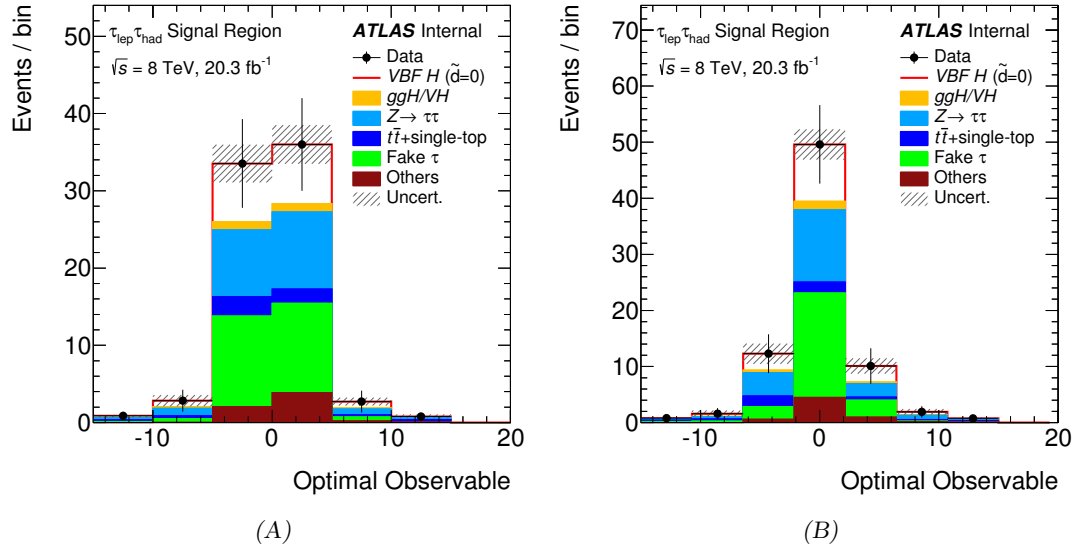 Events / bin
50
40
30
20
10
0
τlepτhad Signal Region
√s = 8 TeV, 20.3 fb-1
ATLAS Internal
Data
VBF H (d̃=0)
ggH/VH
Z→ ττ
tt̄+single-top
Fake τ
Others
Uncert.
-10 0 10 20
Optimal Observable
(A)
Events / bin
70
60
50
40
30
20
10
0
τlepτhad Signal Region
√s = 8 TeV, 20.3 fb-1
ATLAS Internal
Data
VBF H (d̃=0)
ggH/VH
Z→ ττ
tt̄+single-top
Fake τ
Others
Uncert.
-10 0 10 20
Optimal Observable
(B)